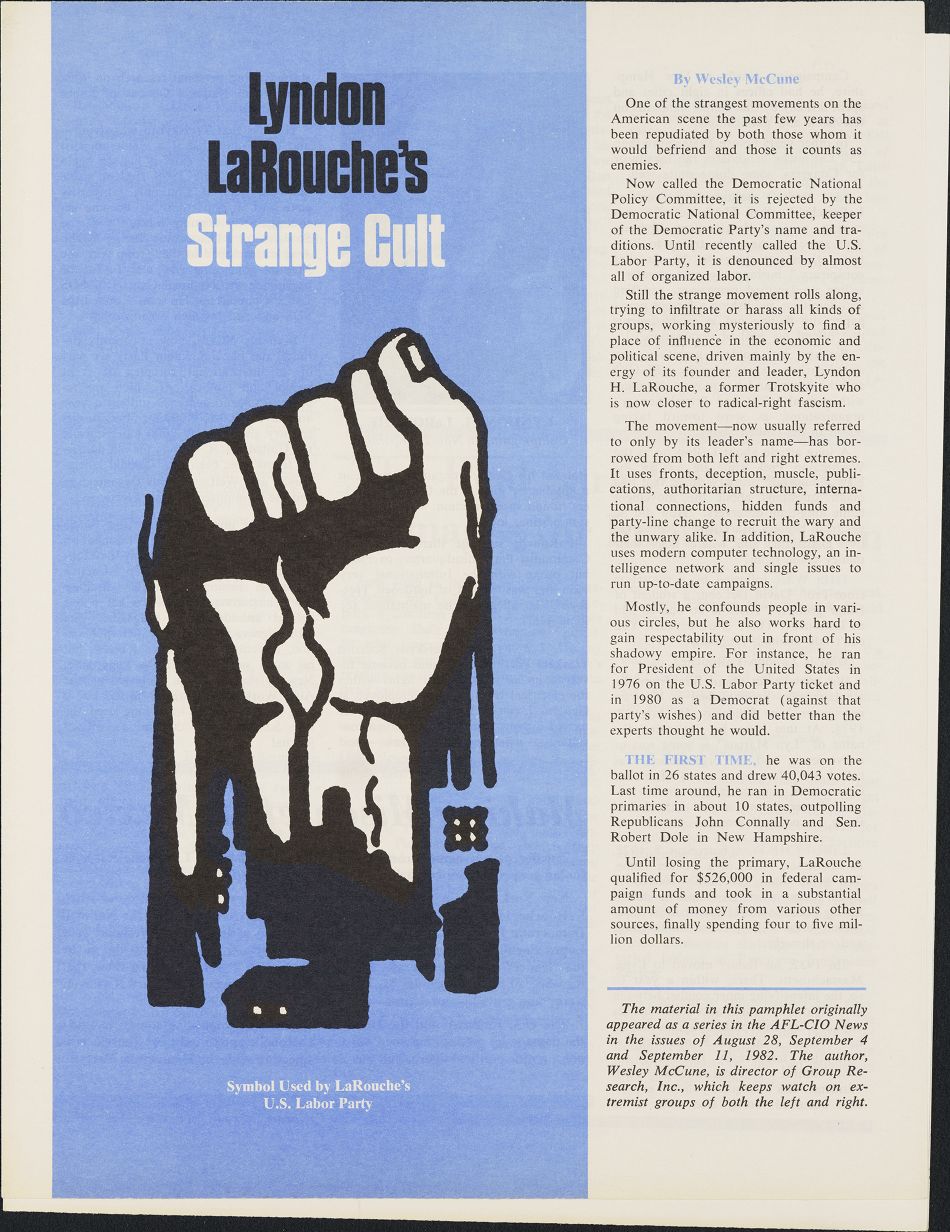 Lyndon
LaRouche's
Strange Cult
Symbol Used by LaRouche's
U.S. Labor Party
By Wesley McCune
One of the strangest movements on the
American scene the past few years has
been repudiated by both those whom it
would befriend and those it counts as
enemies.
Now called the Democratic National
Policy Committee, it is rejected by the
Democratic National Committee, keeper
of the Democratic Party's name and tra-
ditions. Until recently called the U.S.
Labor Party, it is denounced by almost
all of organized labor.
Still the strange movement rolls along,
trying to infiltrate or harass all kinds of
groups, working mysteriously to find a
place of influence in the economic and
political scene, driven mainly by the en-
ergy of its founder and leader, Lyndon
H. LaRouche, a former Trotskyite who
is now closer to radical-right fascism.
The movement—now usually referred
to only by its leader's name—has bor-
rowed from both left and right extremes.
It uses fronts, deception, muscle, publi-
cations, authoritarian structure, interna-
tional connections, hidden funds and
party-line change to recruit the wary and
the unwary alike. In addition, LaRouche
uses modern computer technology, an in-
telligence network and single issues to
run up-to-date campaigns.
Mostly, he confounds people in vari-
ous circles, but he also works hard to
gain respectability out in front of his
shadowy empire. For instance, he ran
for President of the United States in
1976 on the U.S. Labor Party ticket and
in 1980 as a Democrat (against that
party's wishes) and did better than the
experts thought he would.
THE FIRST TIME, he was on the
ballot in 26 states and drew 40,043 votes.
Last time around, he ran in Democratic
primaries in about 10 states, outpolling
Republicans John Connally and Sen.
Robert Dole in New Hampshire.
Until losing the primary, LaRouche
qualified for $526,000 in federal cam-
paign funds and took in a substantial
amount of money from various other
sources, finally spending four to five mil-
lion dollars.
The material in this pamphlet originally
appeared as a series in the AFL-CIO News
in the issues of August 28, September 4
and September 11, 1982. The author,
Wesley McCune, is director of Group Re-
search, Inc., which keeps watch on ex-
tremist groups of both the left and right.